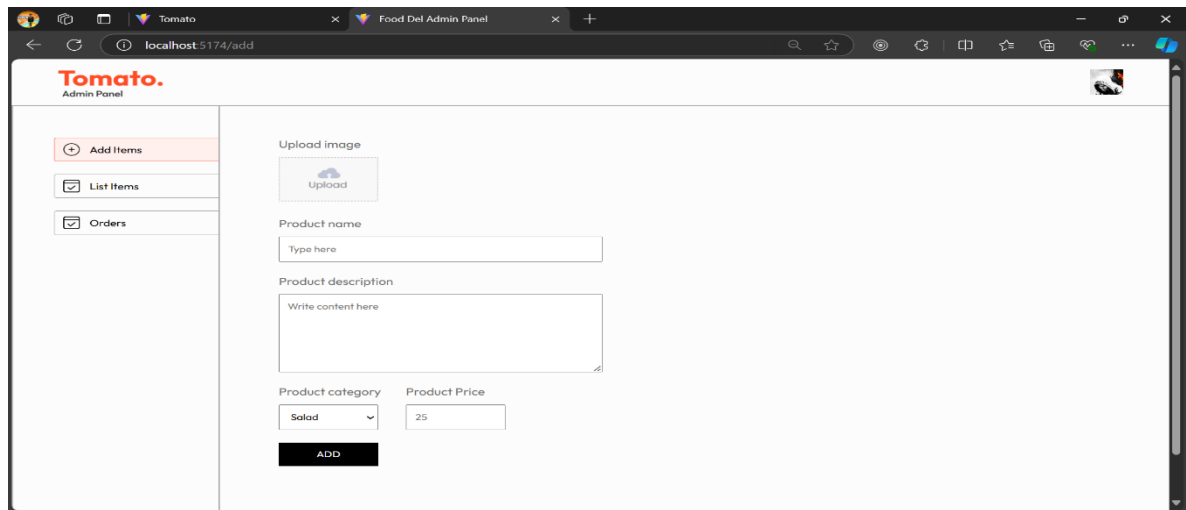 Tomato
Food Del Admin Panel
localhost:5174/add
Tomato.
Admin Panel
Add Items
List Items
Orders
Upload image
Upload
Product name
Type here
Product description
Write content here
Product category Product Price
Salad 25
ADD